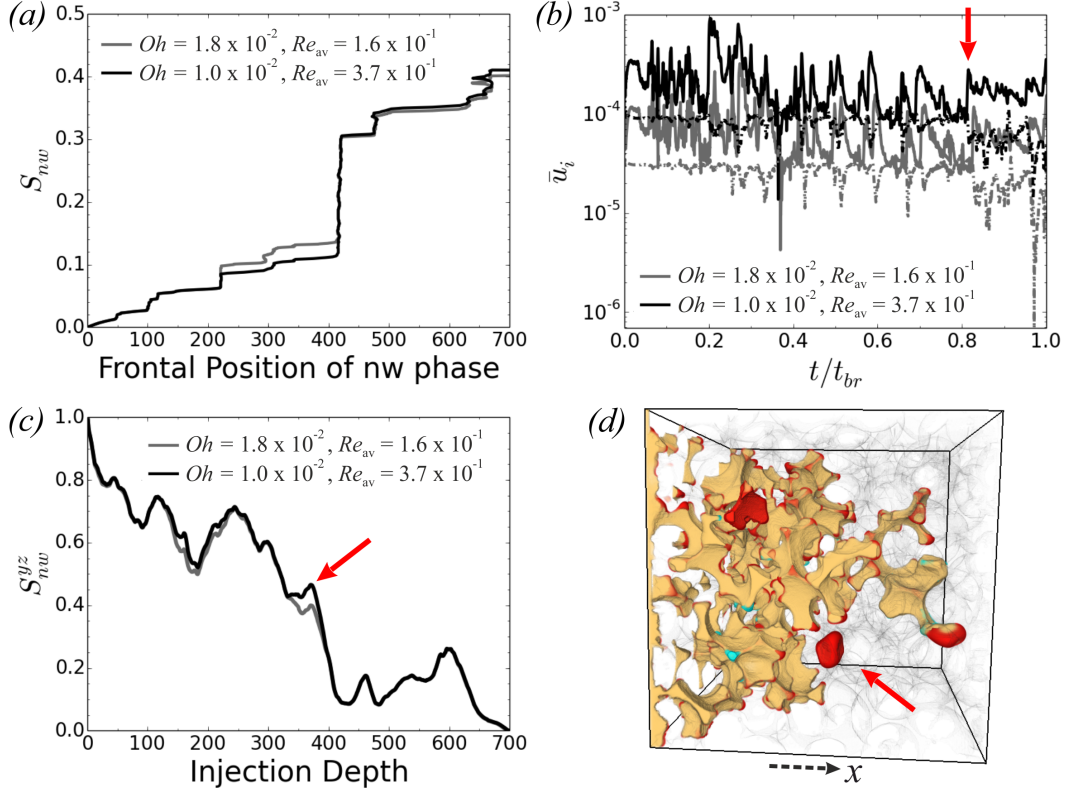 (a)
0.5
0.4
0.3
0.2
0.1
0.0
S_nw
Oh = 1.8 x 10^-2, Re_av = 1.6 x 10^-1
Oh = 1.0 x 10^-2, Re_av = 3.7 x 10^-1
0 100 200 300 400 500 600 700
Frontal Position of nw phase
(b)
10^-3
10^-4
10^-5
10^-6
ū_i
Oh = 1.8 x 10^-2, Re_av = 1.6 x 10^-1
Oh = 1.0 x 10^-2, Re_av = 3.7 x 10^-1
0.0 0.2 0.4 0.6 0.8 1.0
t/t_br
(c)
1.0
0.8
0.6
0.4
0.2
0.0
S_nw^yz
Oh = 1.8 x 10^-2, Re_av = 1.6 x 10^-1
Oh = 1.0 x 10^-2, Re_av = 3.7 x 10^-1
0 100 200 300 400 500 600 700
Injection Depth
(d)
x